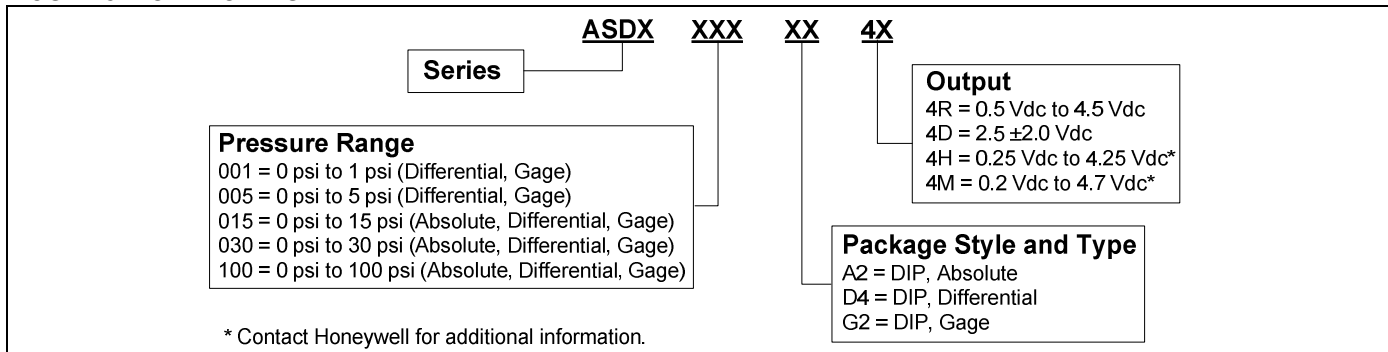 ASDX XXX XX 4X
Series
Output
4R = 0.5 Vdc to 4.5 Vdc
4D = 2.5 ±2.0 Vdc
4H = 0.25 Vdc to 4.25 Vdc*
4M = 0.2 Vdc to 4.7 Vdc*
Pressure Range
001 = 0 psi to 1 psi (Differential, Gage)
005 = 0 psi to 5 psi (Differential, Gage)
015 = 0 psi to 15 psi (Absolute, Differential, Gage)
030 = 0 psi to 30 psi (Absolute, Differential, Gage)
100 = 0 psi to 100 psi (Absolute, Differential, Gage)
Package Style and Type
A2 = DIP, Absolute
D4 = DIP, Differential
G2 = DIP, Gage
* Contact Honeywell for additional information.